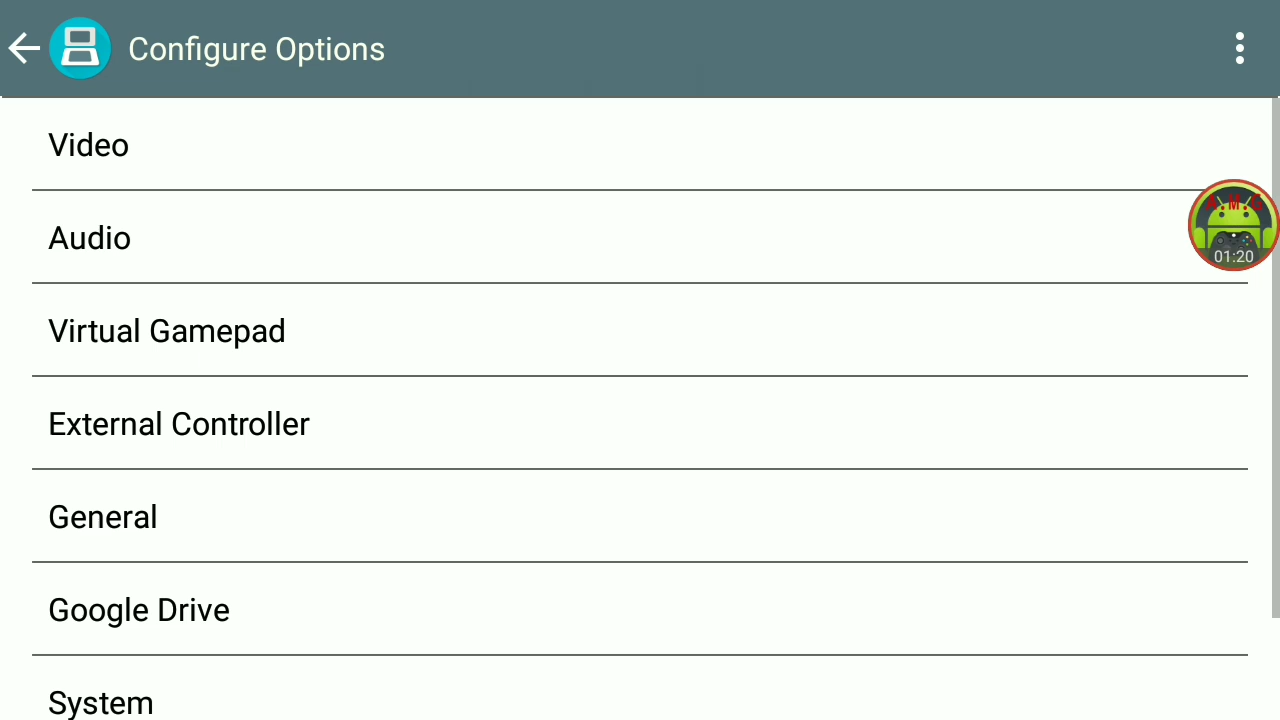 Configure Options
Video
Audio
A.M.G
01:20
Virtual Gamepad
External Controller
General
Google Drive
System